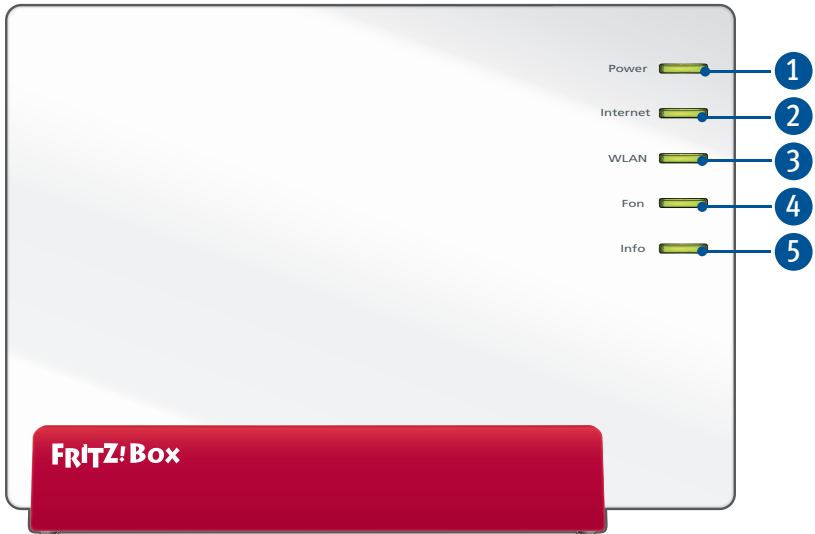 Power 1
Internet 2
WLAN 3
Fon 4
Info 5
FRITZ! Box